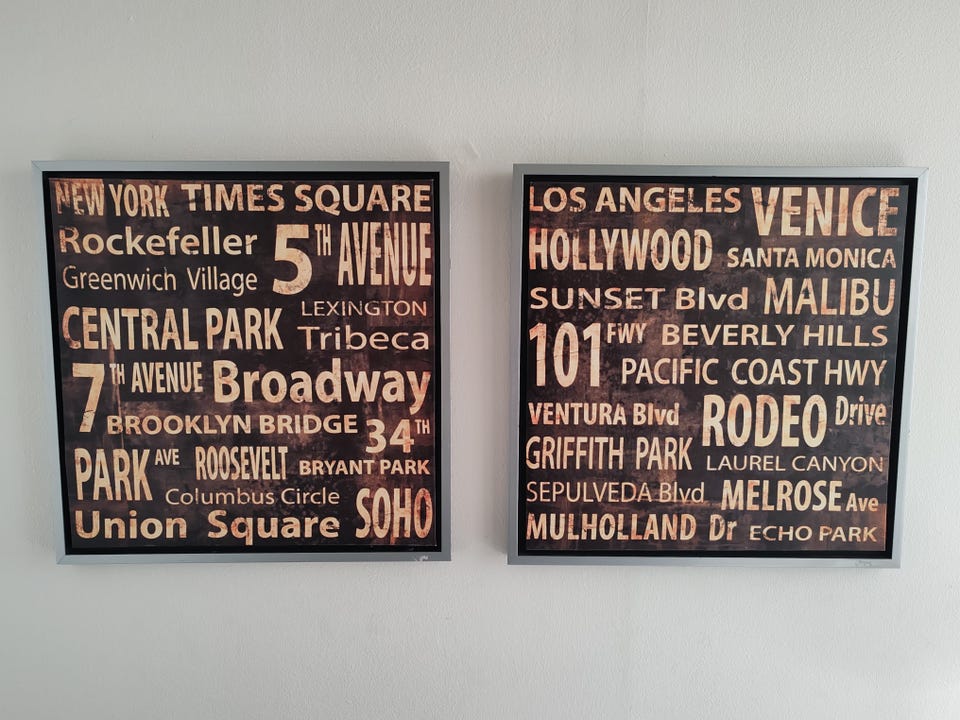 NEW YORK TIMES SQUARE
Rockefeller 5TH AVENUE
Greenwich Village
LEXINGTON
CENTRAL PARK Tribeca
7TH AVENUE Broadway
BROOKLYN BRIDGE 34TH
PARK AVE ROOSEVELT BRYANT PARK
Columbus Circle
Union Square SOHO
LOS ANGELES VENICE
HOLLYWOOD SANTA MONICA
SUNSET Blvd MALIBU
101 FWY BEVERLY HILLS
PACIFIC COAST HWY
VENTURA Blvd RODEO Drive
GRIFFITH PARK LAUREL CANYON
SEPULVEDA Blvd MELROSE Ave
MULHOLLAND Dr ECHO PARK